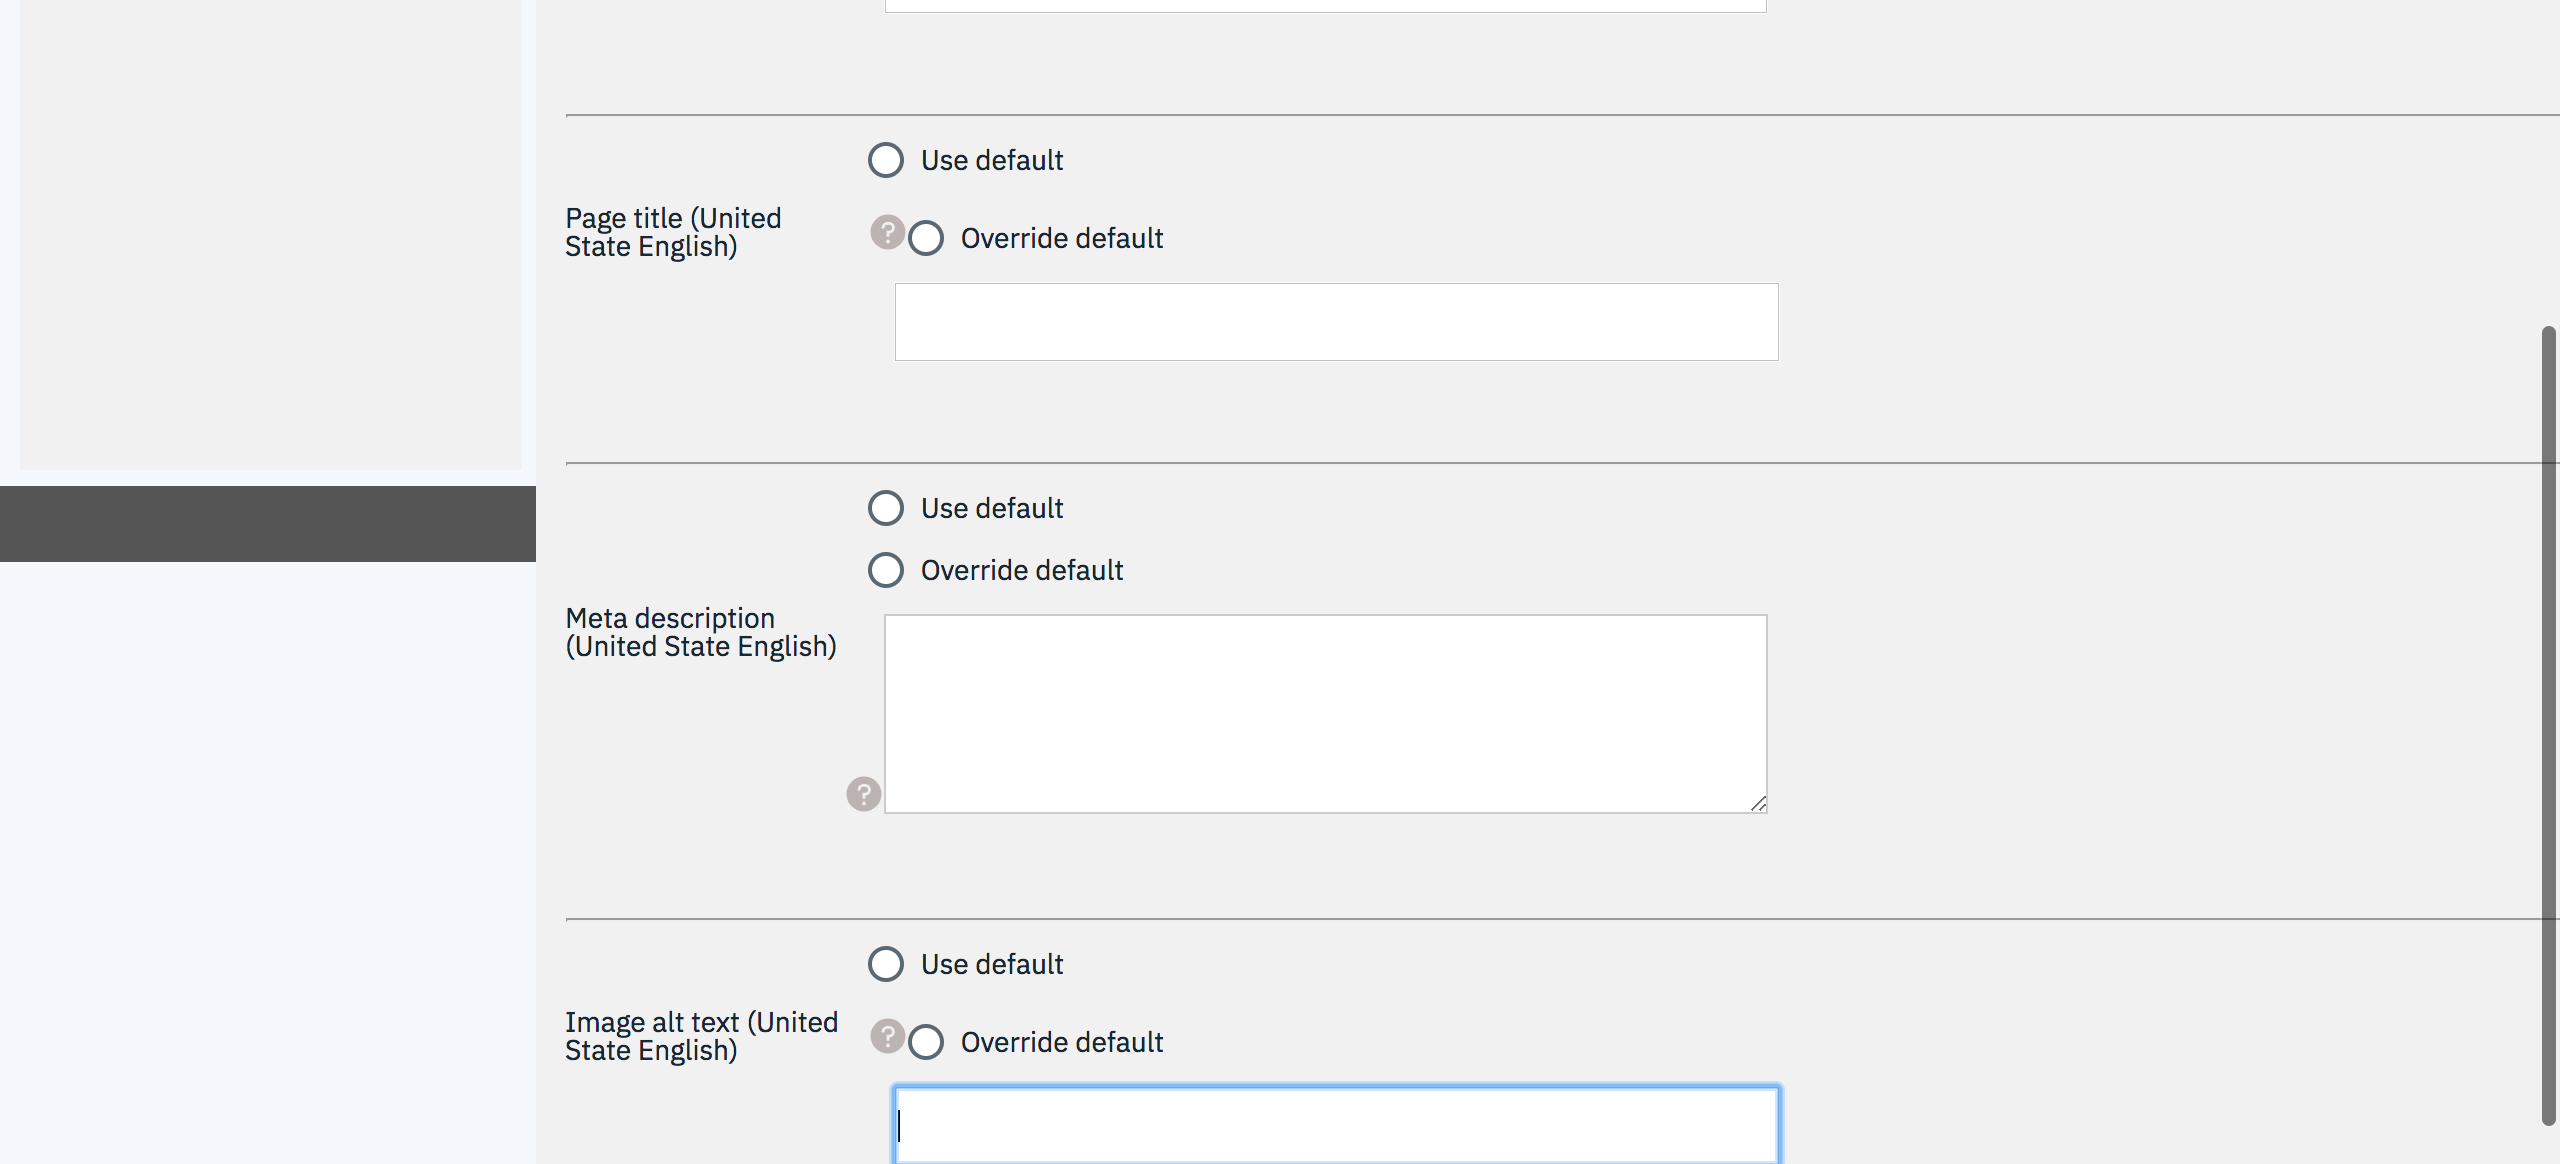 Use default
Page title (United
State English)
? Override default
Use default
Override default
Meta description
(United State English)
?
Use default
Image alt text (United
State English)
? Override default